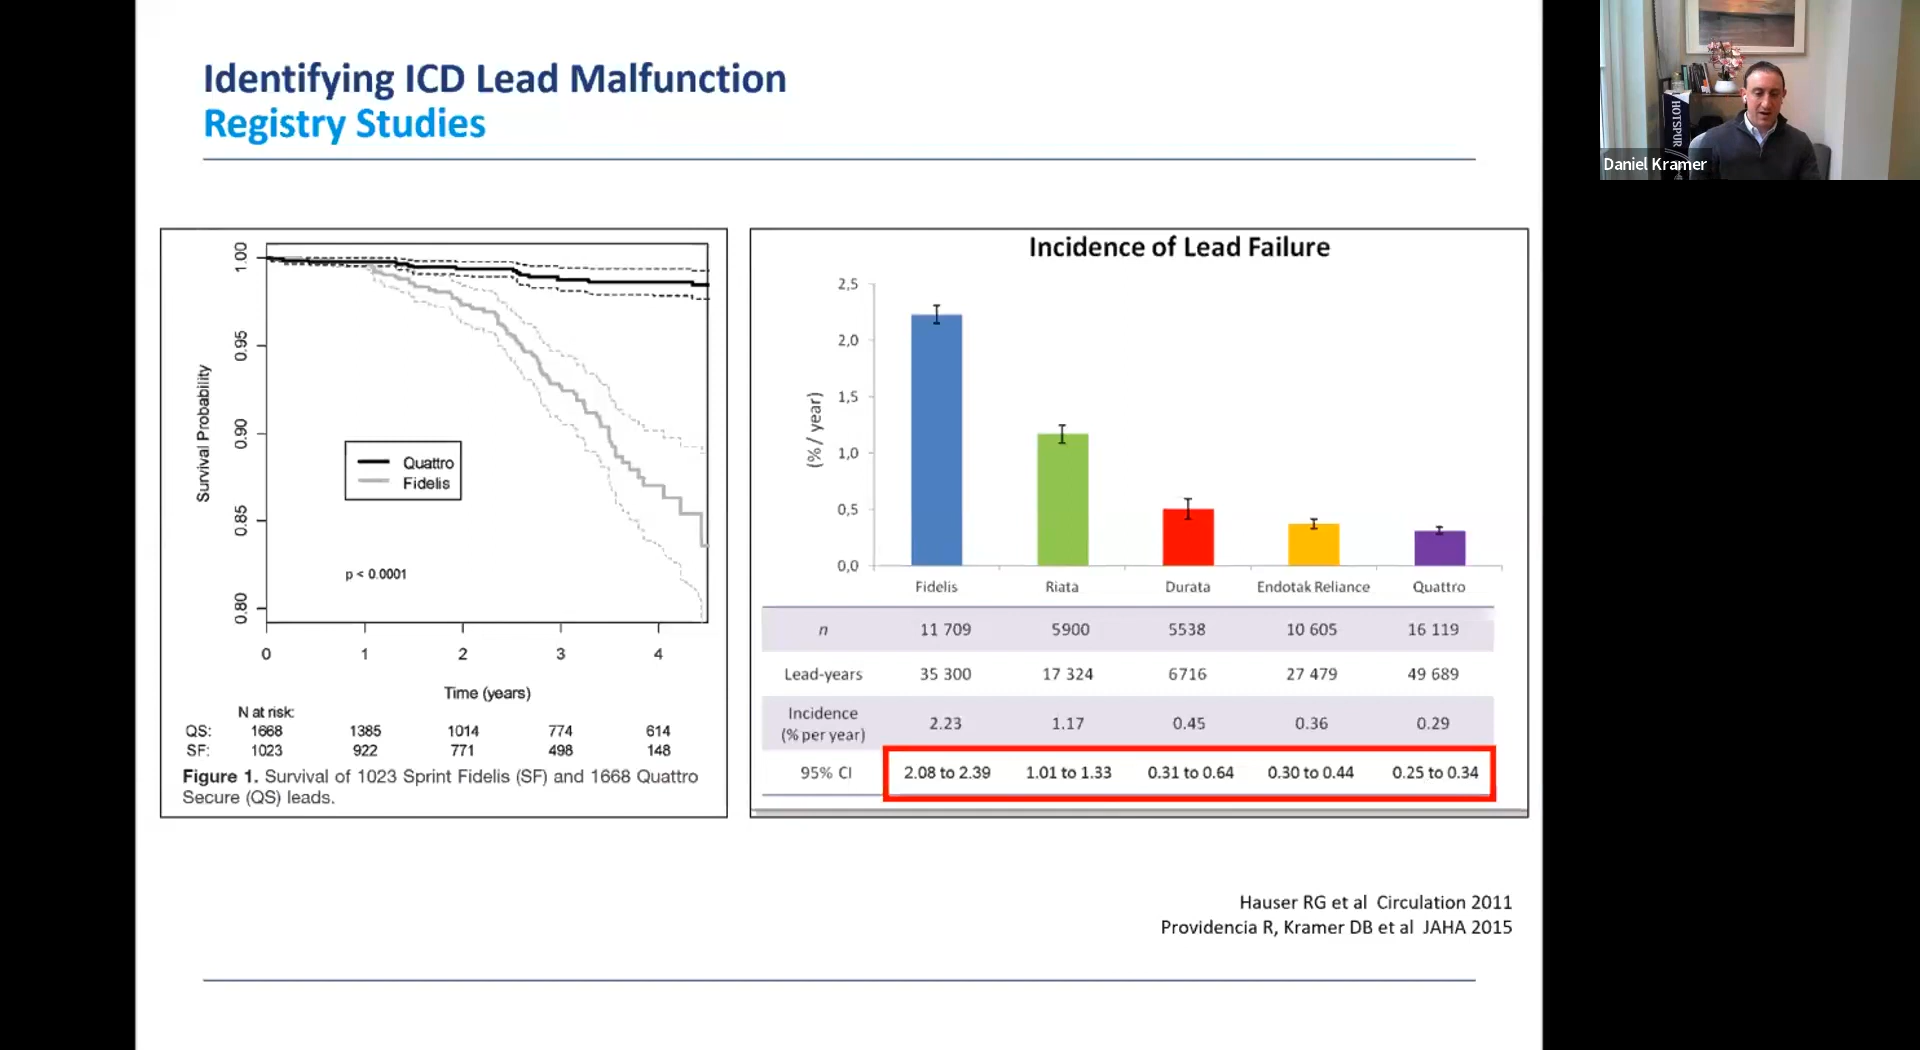 Identifying ICD Lead Malfunction
Registry Studies
1.00
0.95
0.90
0.85
0.80
Survival Probability
Quattro
Fidelis
p < 0.0001
0 1 2 3 4
Time (years)
N at risk:
QS: 1668 1385 1014 774 614
SF: 1023 922 771 498 148
Figure 1. Survival of 1023 Sprint Fidelis (SF) and 1668 Quattro
Secure (QS) leads.
Incidence of Lead Failure
2,5
2,0
1,5
1,0
0,5
0,0
(% / year)
Fidelis Riata Durata Endotak Reliance Quattro
n 11 709 5900 5538 10 605 16 119
Lead-years 35 300 17 324 6716 27 479 49 689
Incidence
(% per year) 2.23 1.17 0.45 0.36 0.29
95% CI 2.08 to 2.39 1.01 to 1.33 0.31 to 0.64 0.30 to 0.44 0.25 to 0.34
Hauser RG et al Circulation 2011
Providencia R, Kramer DB et al JAHA 2015
HOTSPUR
Daniel Kramer